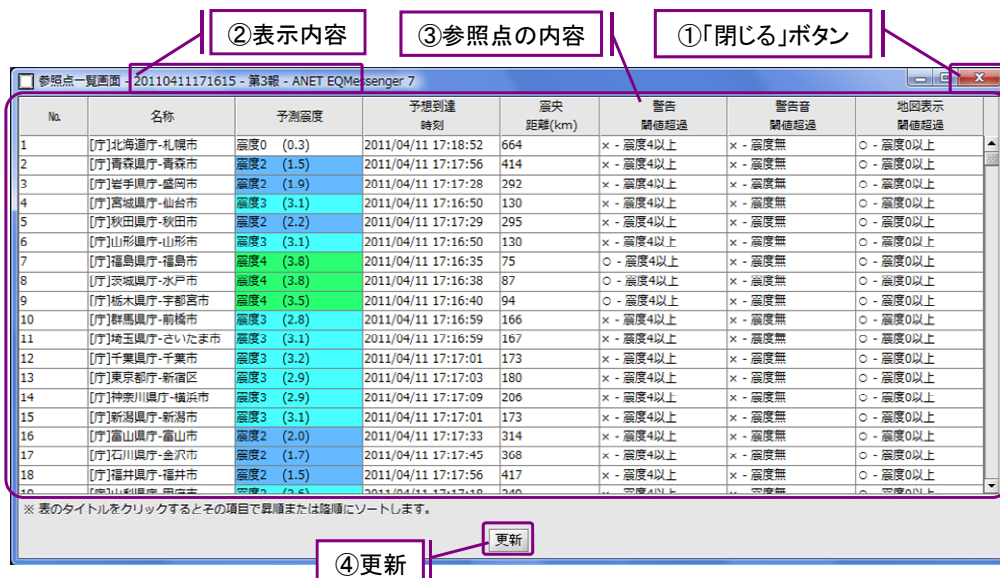 ②表示内容
③参照点の内容
①「閉じる」ボタン
参照点一覧画面 - 20110411171615 - 第3報 - ANET EQMessenger 7
No. 名称 予測震度 予想到達時刻 震央距離(km) 警告閾値超過 警告音閾値超過 地図表示閾値超過
1 [庁]北海道庁-札幌市 震度0 (0.3) 2011/04/11 17:18:52 664 × - 震度4以上 × - 震度無 ○ - 震度0以上
2 [庁]青森県庁-青森市 震度2 (1.5) 2011/04/11 17:17:56 414 × - 震度4以上 × - 震度無 ○ - 震度0以上
3 [庁]岩手県庁-盛岡市 震度2 (1.9) 2011/04/11 17:17:28 292 × - 震度4以上 × - 震度無 ○ - 震度0以上
4 [庁]宮城県庁-仙台市 震度3 (3.1) 2011/04/11 17:16:50 130 × - 震度4以上 × - 震度無 ○ - 震度0以上
5 [庁]秋田県庁-秋田市 震度2 (2.2) 2011/04/11 17:17:29 295 × - 震度4以上 × - 震度無 ○ - 震度0以上
6 [庁]山形県庁-山形市 震度3 (3.1) 2011/04/11 17:16:50 130 × - 震度4以上 × - 震度無 ○ - 震度0以上
7 [庁]福島県庁-福島市 震度4 (3.8) 2011/04/11 17:16:35 75 ○ - 震度4以上 × - 震度無 ○ - 震度0以上
8 [庁]茨城県庁-水戸市 震度4 (3.8) 2011/04/11 17:16:38 87 ○ - 震度4以上 × - 震度無 ○ - 震度0以上
9 [庁]栃木県庁-宇都宮市 震度4 (3.5) 2011/04/11 17:16:40 94 ○ - 震度4以上 × - 震度無 ○ - 震度0以上
10 [庁]群馬県庁-前橋市 震度3 (2.8) 2011/04/11 17:16:59 166 × - 震度4以上 × - 震度無 ○ - 震度0以上
11 [庁]埼玉県庁-さいたま市 震度3 (3.1) 2011/04/11 17:16:59 167 × - 震度4以上 × - 震度無 ○ - 震度0以上
12 [庁]千葉県庁-千葉市 震度3 (3.2) 2011/04/11 17:17:01 173 × - 震度4以上 × - 震度無 ○ - 震度0以上
13 [庁]東京都庁-新宿区 震度3 (2.9) 2011/04/11 17:17:03 180 × - 震度4以上 × - 震度無 ○ - 震度0以上
14 [庁]神奈川県庁-横浜市 震度3 (2.9) 2011/04/11 17:17:09 206 × - 震度4以上 × - 震度無 ○ - 震度0以上
15 [庁]新潟県庁-新潟市 震度3 (3.1) 2011/04/11 17:17:01 173 × - 震度4以上 × - 震度無 ○ - 震度0以上
16 [庁]富山県庁-富山市 震度2 (2.0) 2011/04/11 17:17:33 314 × - 震度4以上 × - 震度無 ○ - 震度0以上
17 [庁]石川県庁-金沢市 震度2 (1.7) 2011/04/11 17:17:45 368 × - 震度4以上 × - 震度無 ○ - 震度0以上
18 [庁]福井県庁-福井市 震度2 (1.5) 2011/04/11 17:17:56 417 × - 震度4以上 × - 震度無 ○ - 震度0以上
※ 表のタイトルをクリックするとその項目で昇順または降順にソートします。
更新
④更新